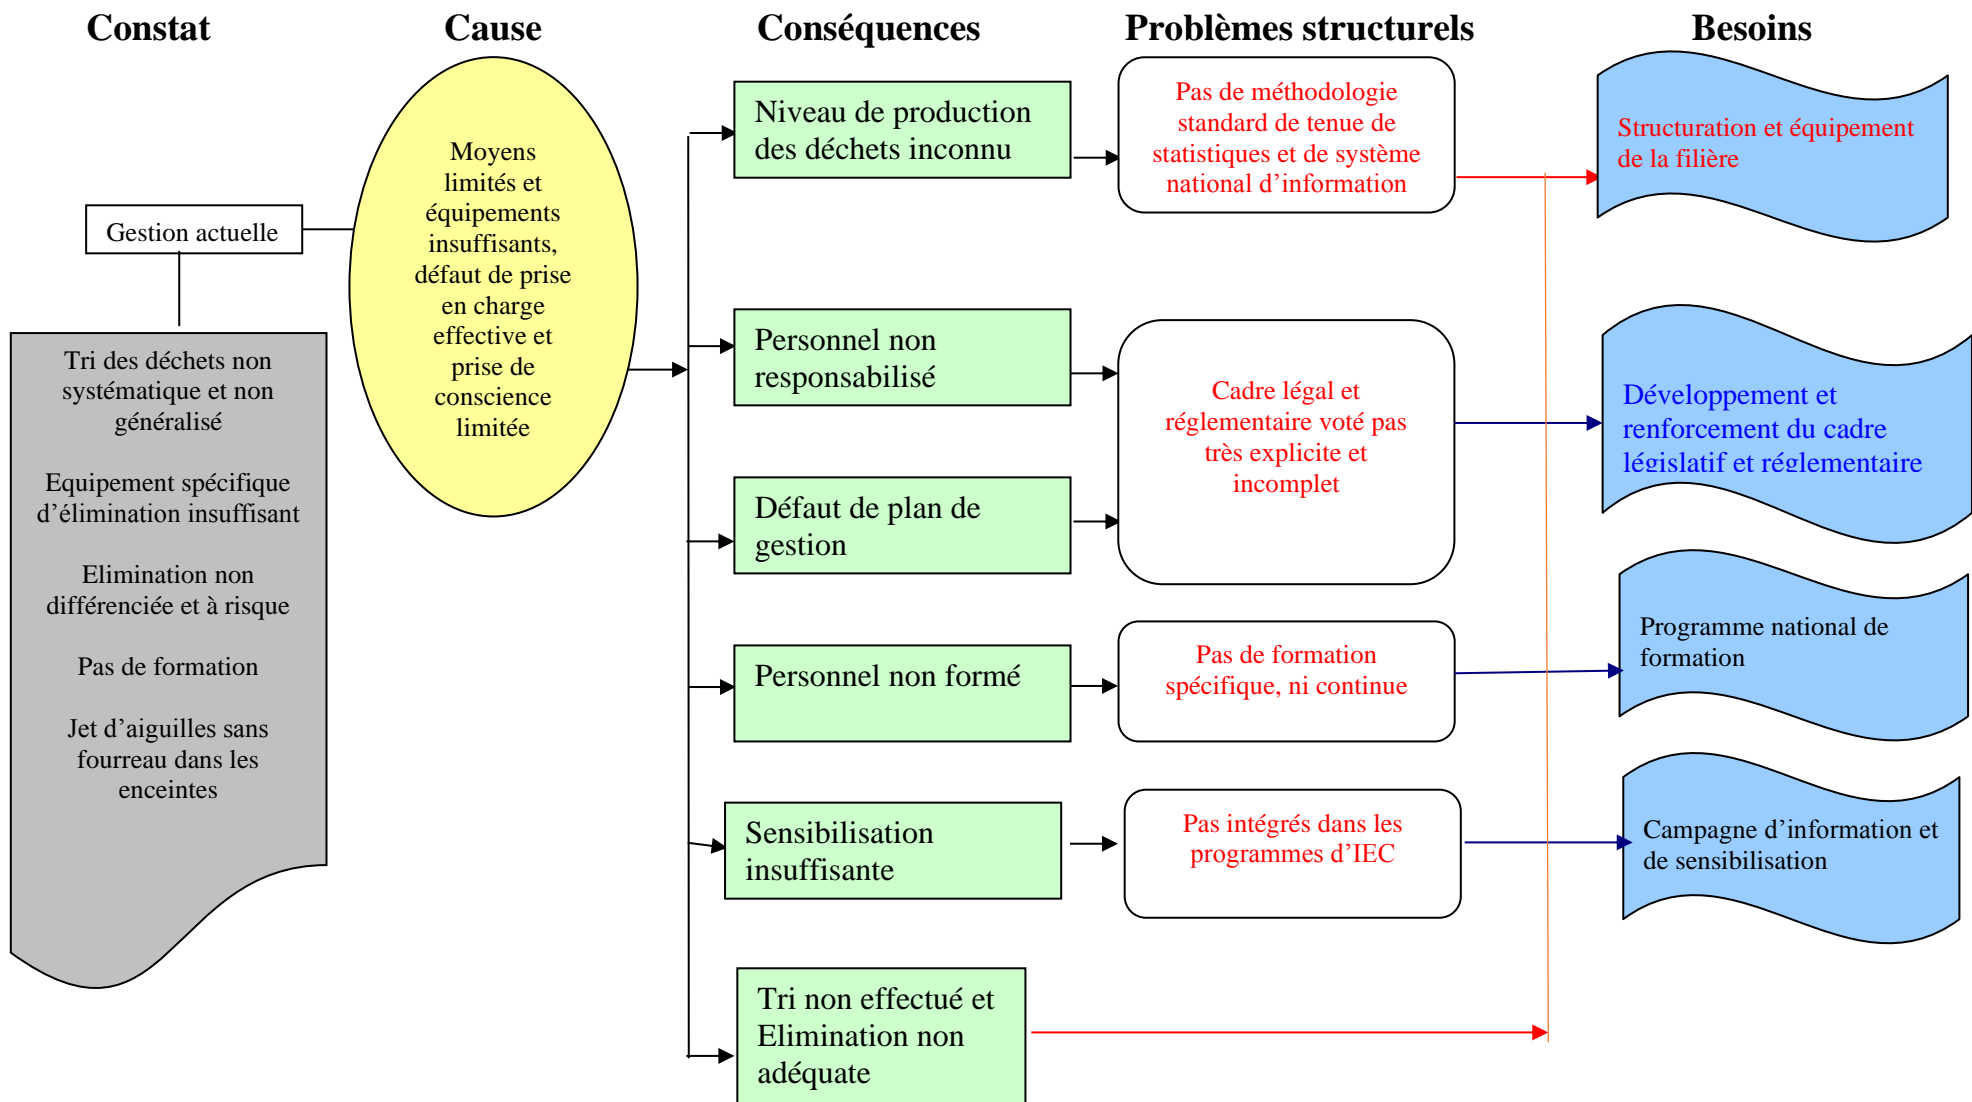 Constat
Cause
Conséquences
Problèmes structurels
Besoins
Gestion actuelle
Tri des déchets non
systématique et non
généralisé
Equipement spécifique
d’élimination insuffisant
Elimination non
différenciée et à risque
Pas de formation
Jet d’aiguilles sans
fourreau dans les
enceintes
Moyens
limités et
équipements
insuffisants,
défaut de prise
en charge
effective et
prise de
conscience
limitée
Niveau de production
des déchets inconnu
Personnel non
responsabilisé
Défaut de plan de
gestion
Personnel non formé
Sensibilisation
insuffisante
Tri non effectué et
Elimination non
adéquate
Pas de méthodologie
standard de tenue de
statistiques et de système
national d’information
Cadre légal et
réglementaire voté pas
très explicite et
incomplet
Pas de formation
spécifique, ni continue
Pas intégrés dans les
programmes d’IEC
Structuration et équipement
de la filière
Développement et
renforcement du cadre
législatif et réglementaire
Programme national de
formation
Campagne d’information et
de sensibilisation